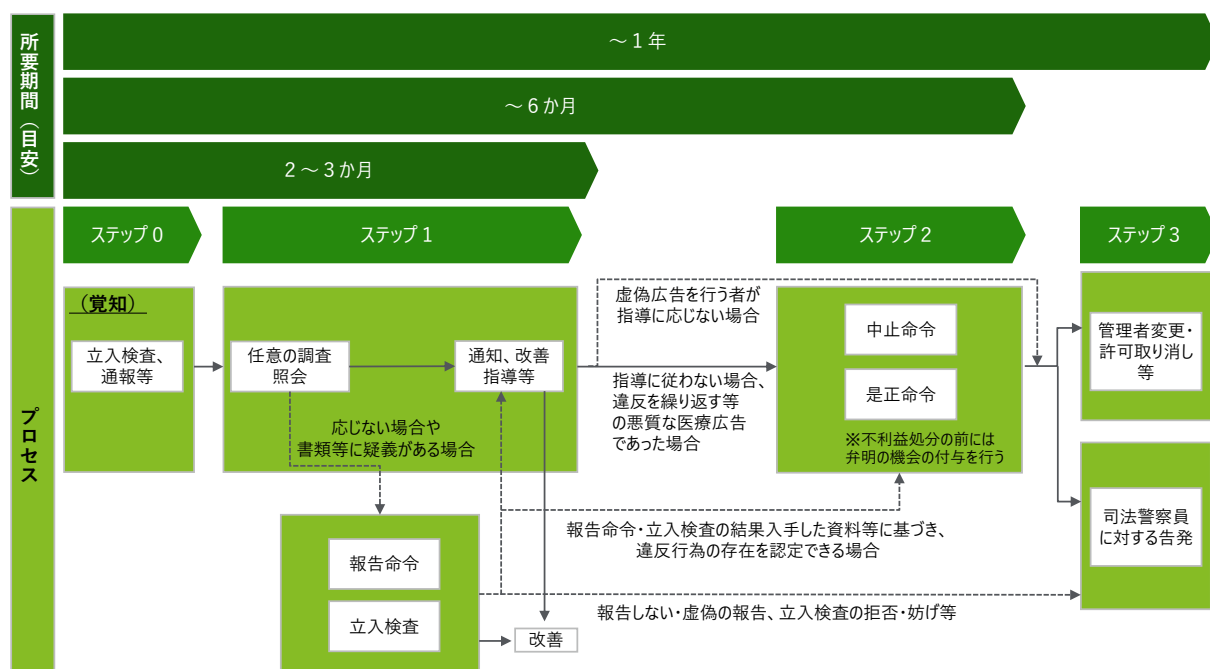 所要期間（目安）
～１年
～６か月
２～３か月
プロセス
ステップ０
ステップ１
ステップ２
ステップ３
（覚知）
立入検査、
通報等
任意の調査
照会
通知、改善
指導等
応じない場合や
書類等に疑義がある場合
報告命令
立入検査
改善
虚偽広告を行う者が
指導に応じない場合
指導に従わない場合、
違反を繰り返す等
の悪質な医療広告
であった場合
中止命令
是正命令
※不利益処分の前には
弁明の機会の付与を行う
報告命令・立入検査の結果入手した資料等に基づき、
違反行為の存在を認定できる場合
報告しない・虚偽の報告、立入検査の拒否・妨げ等
管理者変更・
許可取り消し
等
司法警察員
に対する告発